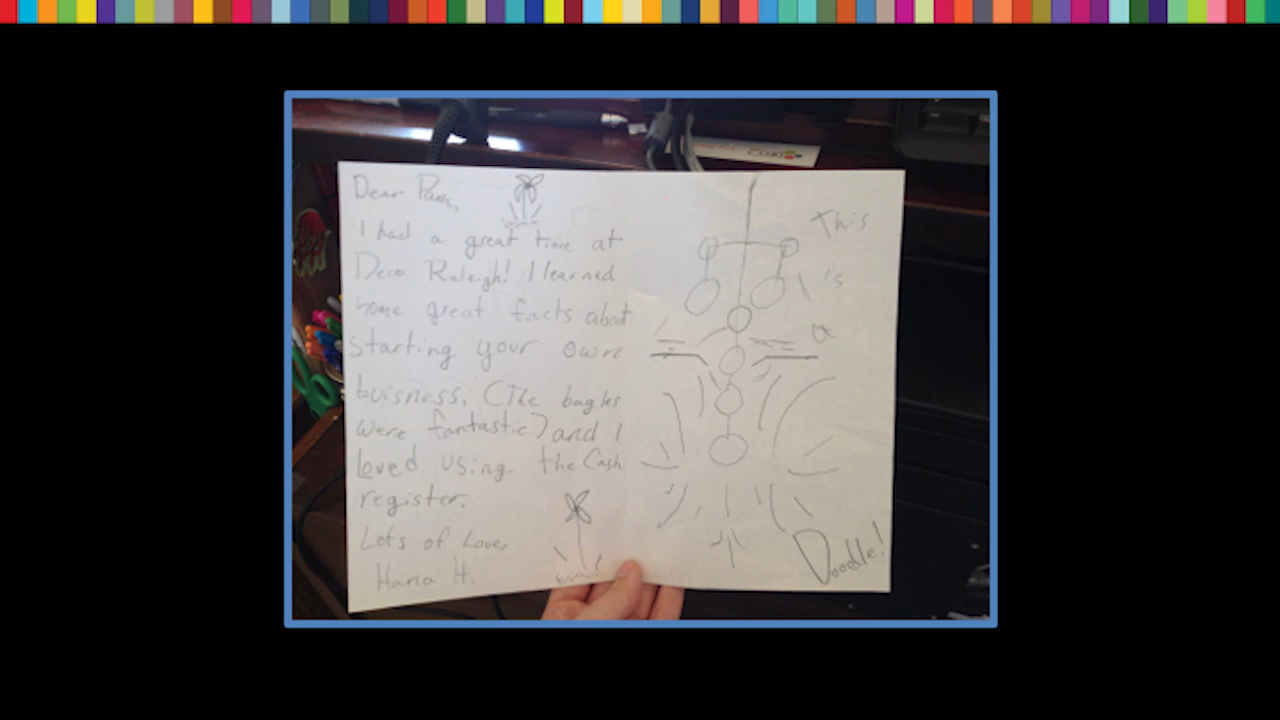 Dear Pam,
I had a great time at
Deco Raleigh! I learned
some great facts about
starting your own
buisness, (The bagles
were fantastic) and I
loved using the Cash
register.
Lots of Love,
Hana H.
This
is
a
Doodle!